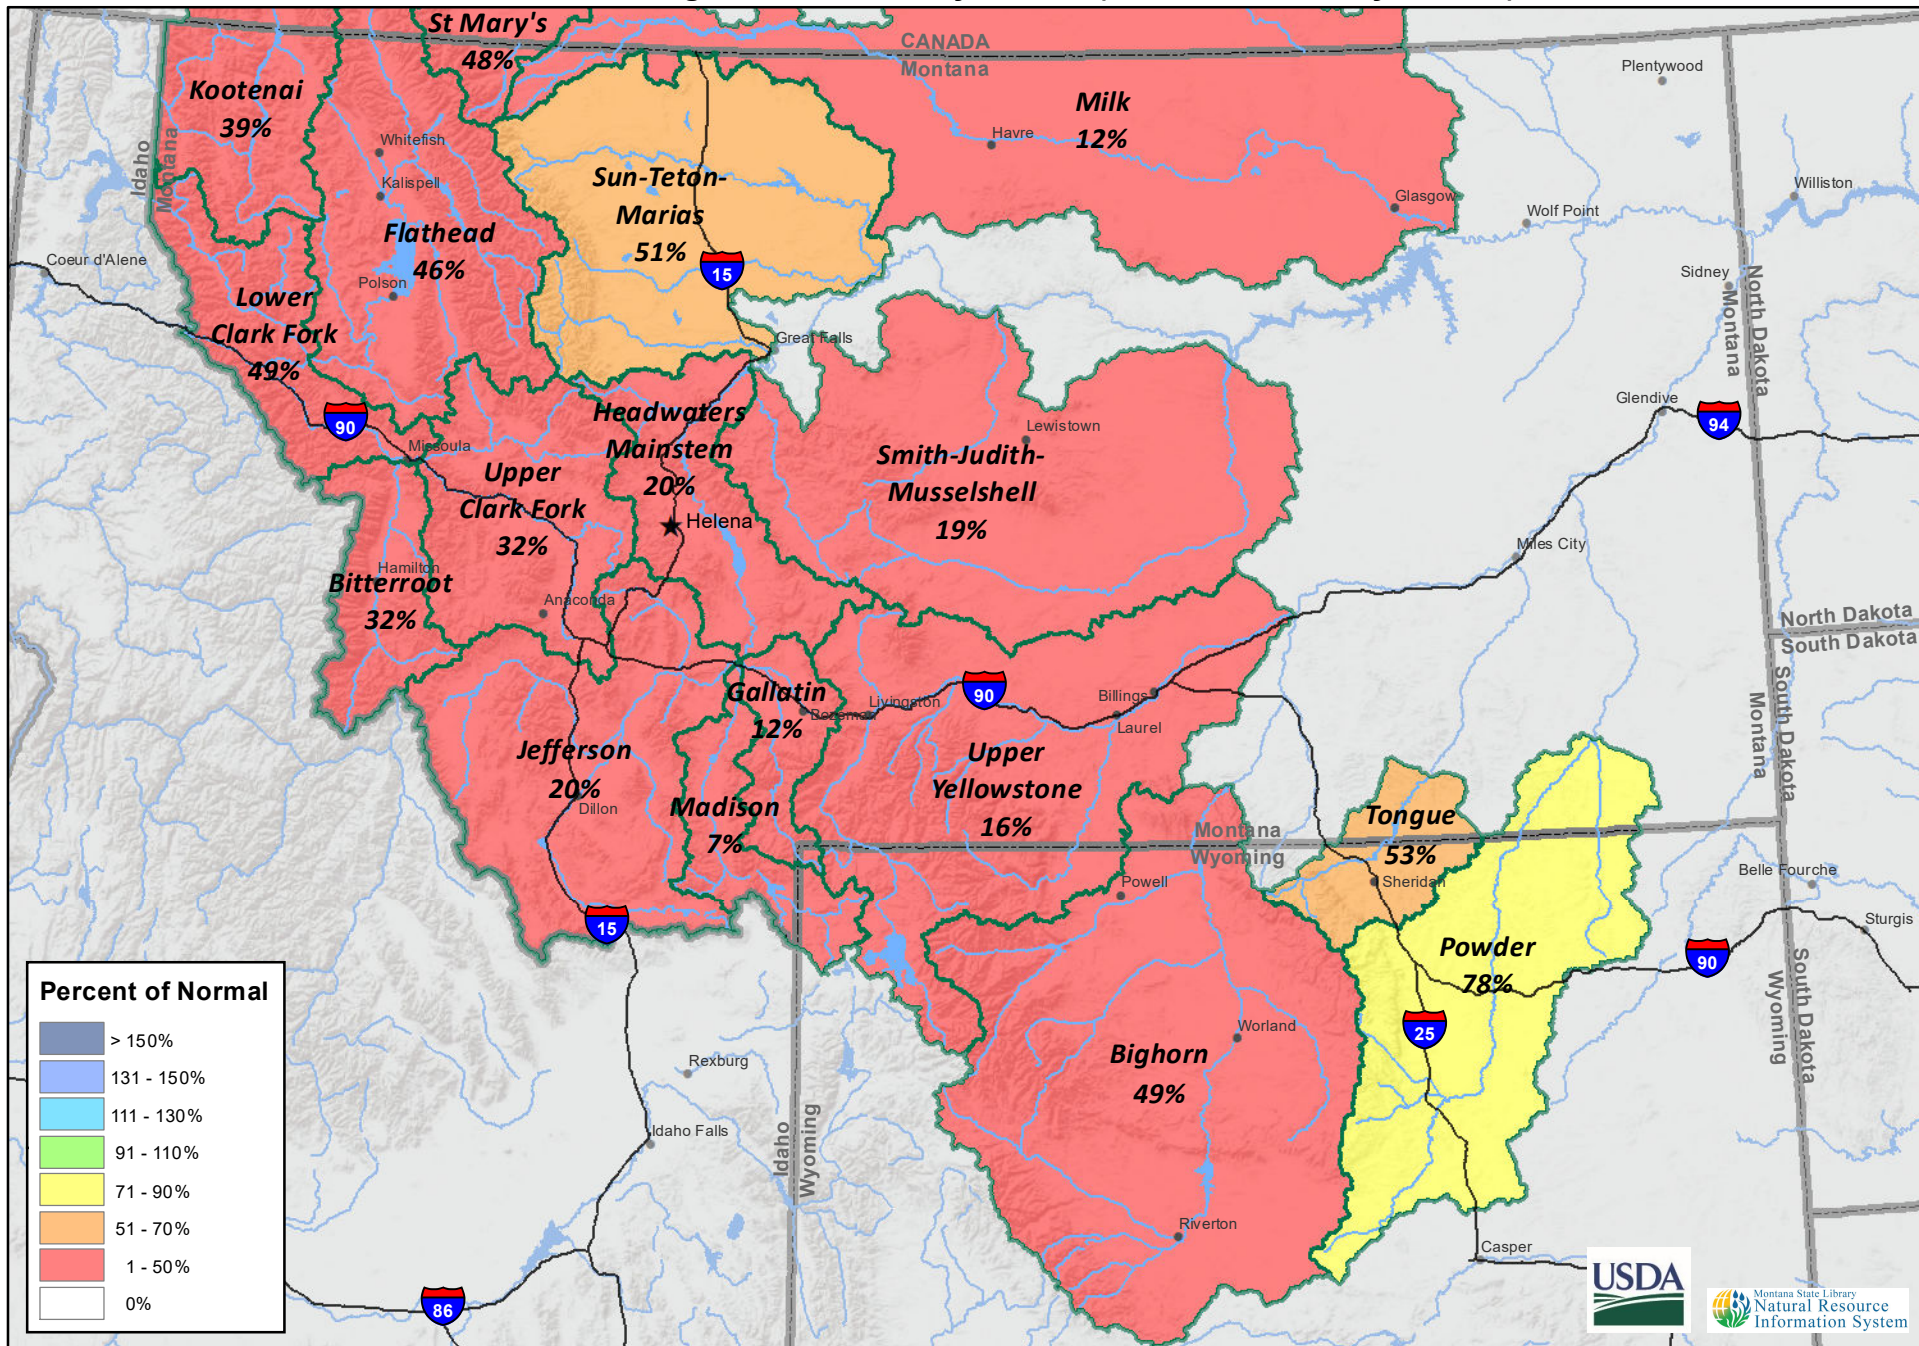 St Mary's
48%
CANADA
Montana
Plentywood
Kootenai
39%
Milk
12%
Havre
Whitefish
Idaho
Montana
Kalispell
Sun-Teton-
Marias
51%
Glasgow
Wolf Point
Williston
Flathead
46%
15
Coeur d'Alene
Polson
Sidney
North Dakota
Montana
Lower
Clark Fork
49%
Great Falls
90
Headwaters
Mainstem
20%
Lewistown
Glendive
94
Missoula
Upper
Clark Fork
32%
Smith-Judith-
Musselshell
19%
Helena
Miles City
Hamilton
Bitterroot
32%
Anaconda
North Dakota
South Dakota
South Dakota
Montana
Gallatin
12%
Bozeman
Livingston
90
Billings
Laurel
Jefferson
20%
Dillon
Madison
7%
Upper
Yellowstone
16%
Montana
Wyoming
Tongue
53%
Sheridan
Powell
Belle Fourche
Sturgis
15
Powder
78%
90
South Dakota
Wyoming
25
Worland
Bighorn
49%
Rexburg
Idaho Falls
Idaho
Wyoming
Riverton
Casper
86
Percent of Normal
> 150%
131 - 150%
111 - 130%
91 - 110%
71 - 90%
51 - 70%
1 - 50%
0%
USDA
Montana State Library
Natural Resource
Information System